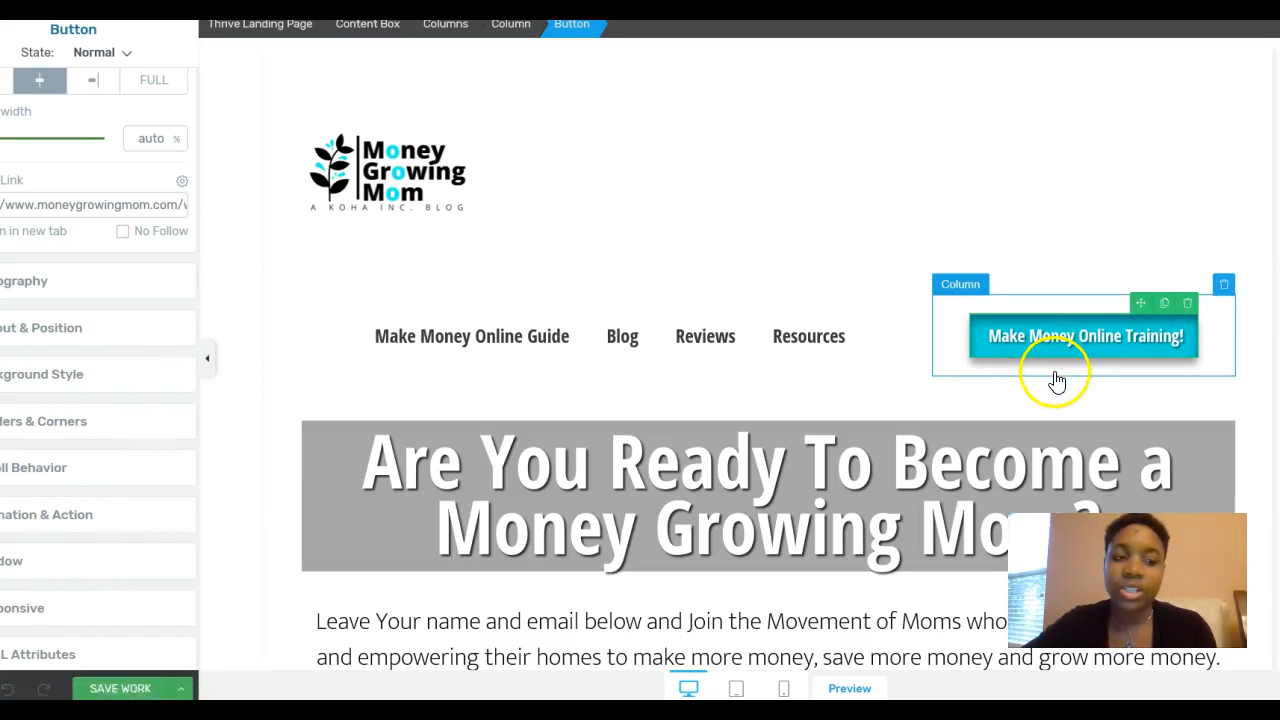 Button
State: Normal
FULL
width
auto %
Link
/www.moneygrowingmom.com/
n in new tab
No Follow
ography
out & Position
kground Style
ders & Corners
oll Behavior
mation & Action
dow
ponsive
L Attributes
SAVE WORK
Thrive Landing Page Content Box Columns Column Button
Money
Growing
Mom
A KOHA INC. BLOG
Column
Make Money Online Guide Blog Reviews Resources Make Money Online Training!
Are You Ready To Become a
Money Growing Mo
Leave Your name and email below and Join the Movement of Moms who
and empowering their homes to make more money, save more money and grow more money.
Preview